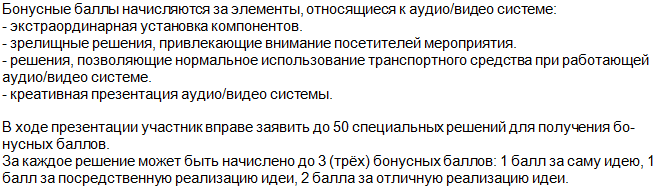 Бонусные баллы начисляются за элементы, относящиеся к аудио/видео системе:
- экстраординарная установка компонентов.
- зрелищные решения, привлекающие внимание посетителей мероприятия.
- решения, позволяющие нормальное использование транспортного средства при работающей
аудио/видео системе.
- креативная презентация аудио/видео системы.

В ходе презентации участник вправе заявить до 50 специальных решений для получения бо-
нусных баллов.
За каждое решение может быть начислено до 3 (трёх) бонусных баллов: 1 балл за саму идею, 1
балл за посредственную реализацию идеи, 2 балла за отличную реализацию идеи.